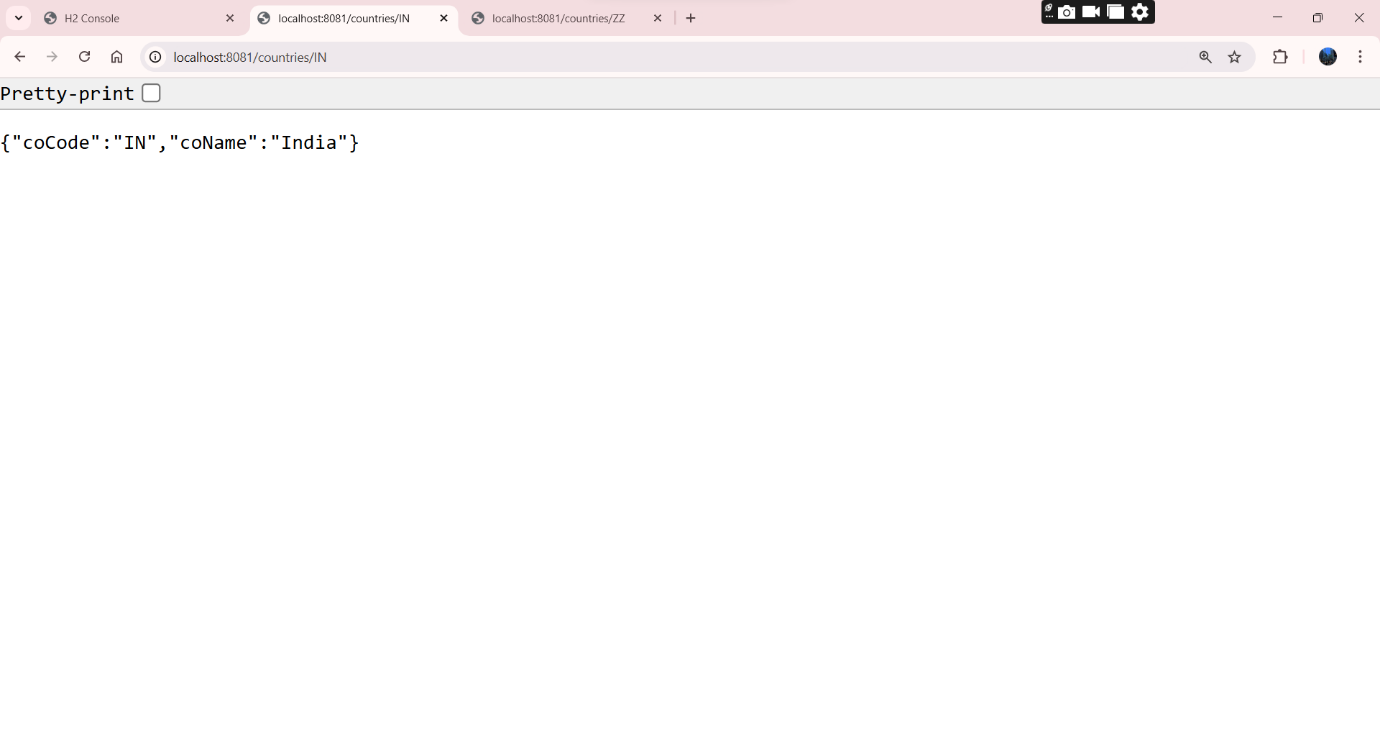 H2 Console
localhost:8081/countries/IN
localhost:8081/countries/ZZ
localhost:8081/countries/IN
Pretty-print
{"coCode":"IN","coName":"India"}